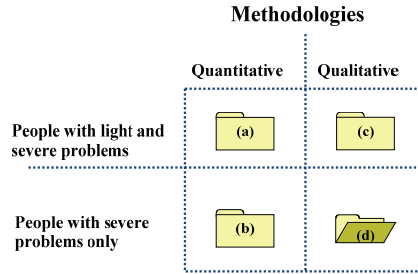 Methodologies
Quantitative
Qualitative
(a)
(c)
People with light and
severe problems
(b)
(d)
People with severe
problems only